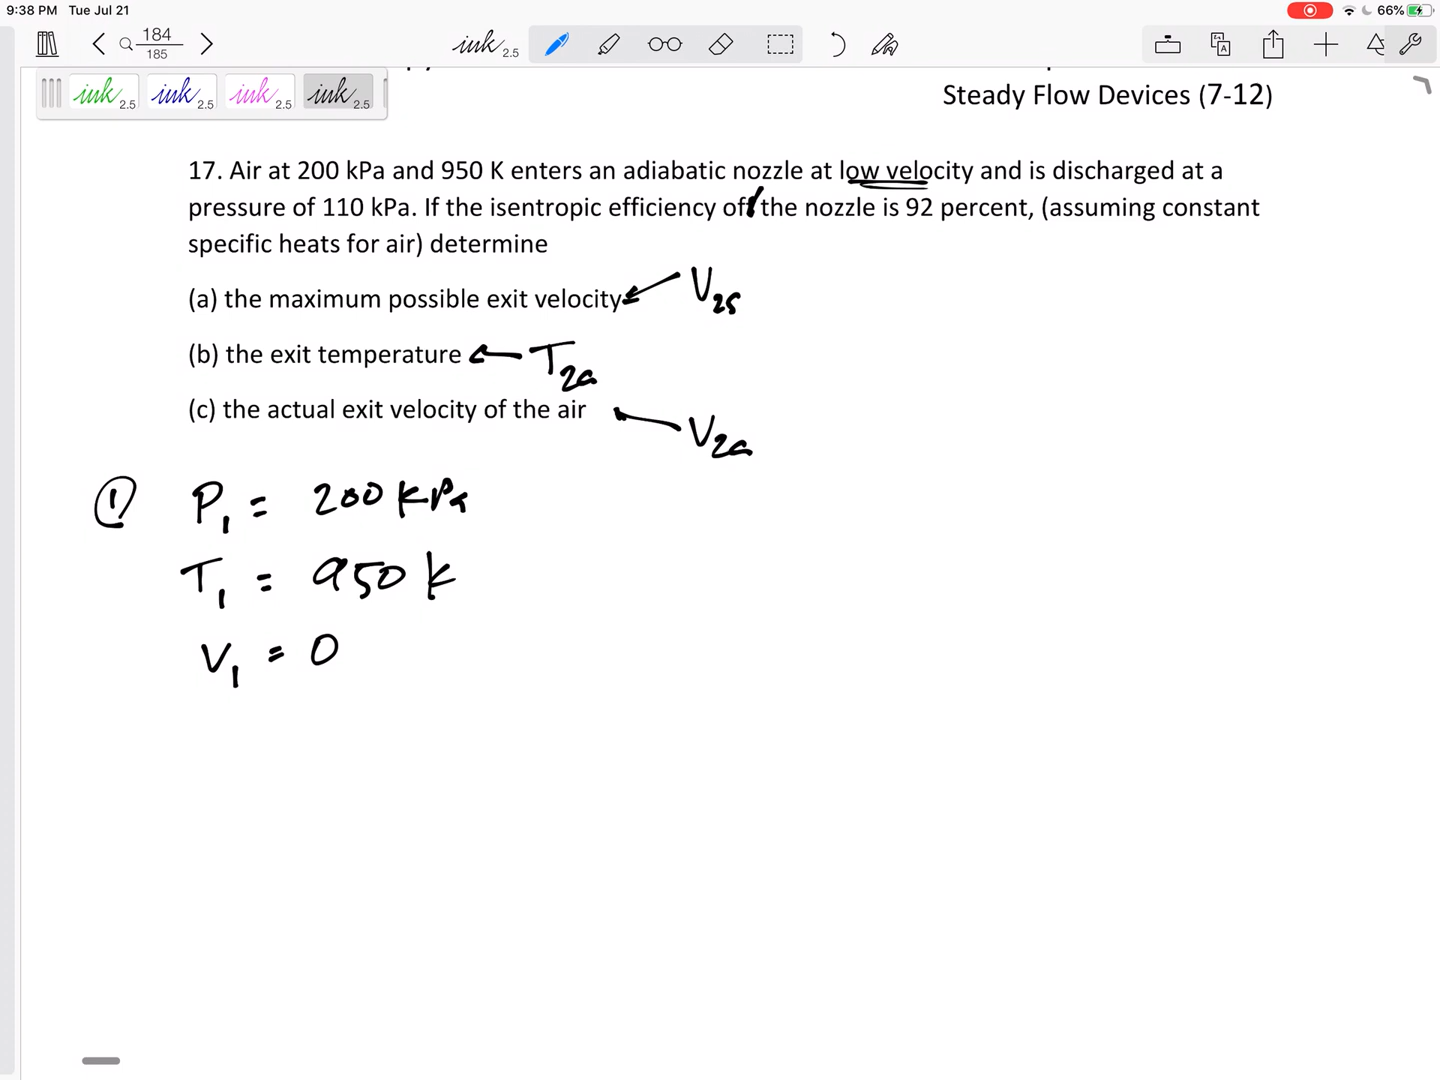 9:38 PM Tue Jul 21
66%
184
185
ink 2.5
ink 2.5 ink 2.5 ink 2.5 ink 2.5
Steady Flow Devices (7-12)
17. Air at 200 kPa and 950 K enters an adiabatic nozzle at low velocity and is discharged at a
pressure of 110 kPa. If the isentropic efficiency off the nozzle is 92 percent, (assuming constant
specific heats for air) determine
(a) the maximum possible exit velocity V2s
(b) the exit temperature T2a
(c) the actual exit velocity of the air V2a
① P1 = 200 kPa
T1 = 950 K
V1 = 0